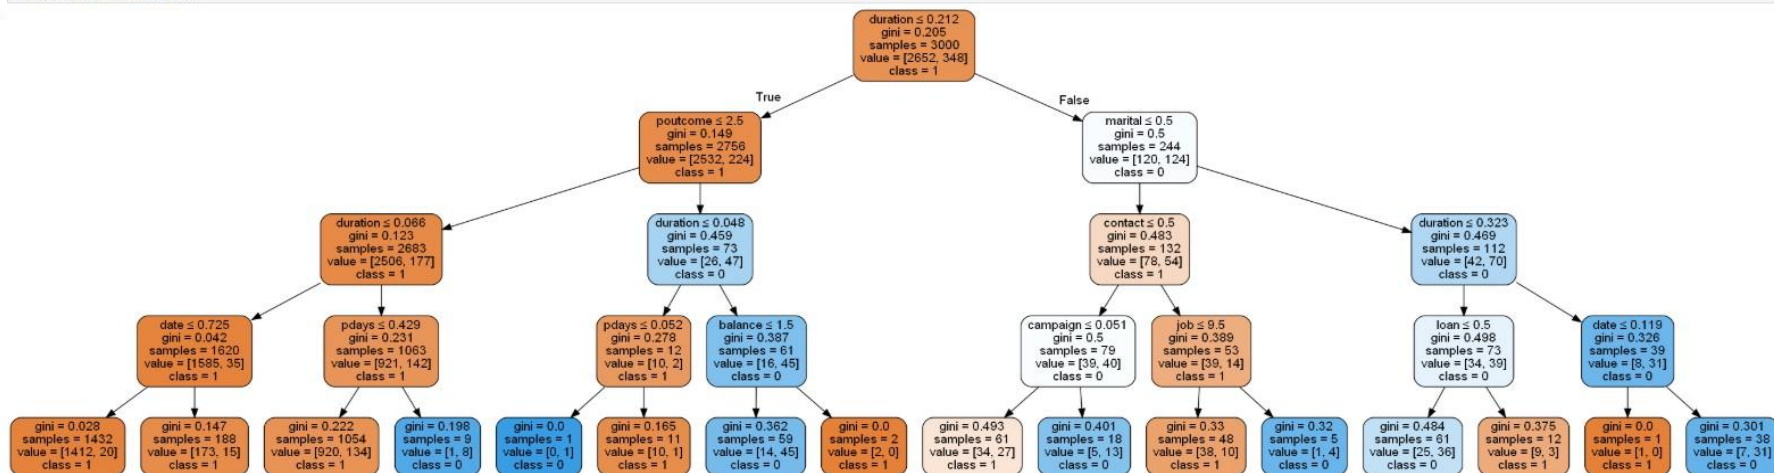 duration ≤ 0.212
gini = 0.205
samples = 3000
value = [2652, 348]
class = 1
True
False
poutcome ≤ 2.5
gini = 0.149
samples = 2756
value = [2532, 224]
class = 1
marital ≤ 0.5
gini = 0.5
samples = 244
value = [120, 124]
class = 0
duration ≤ 0.066
gini = 0.123
samples = 2683
value = [2506, 177]
class = 1
duration ≤ 0.048
gini = 0.459
samples = 73
value = [26, 47]
class = 0
contact ≤ 0.5
gini = 0.483
samples = 132
value = [78, 54]
class = 1
duration ≤ 0.323
gini = 0.469
samples = 112
value = [42, 70]
class = 0
date ≤ 0.725
gini = 0.042
samples = 1620
value = [1585, 35]
class = 1
pdays ≤ 0.429
gini = 0.231
samples = 1063
value = [921, 142]
class = 1
pdays ≤ 0.052
gini = 0.278
samples = 12
value = [10, 2]
class = 1
balance ≤ 1.5
gini = 0.387
samples = 61
value = [16, 45]
class = 0
campaign ≤ 0.051
gini = 0.5
samples = 79
value = [39, 40]
class = 0
job ≤ 9.5
gini = 0.389
samples = 53
value = [39, 14]
class = 1
loan ≤ 0.5
gini = 0.498
samples = 73
value = [34, 39]
class = 0
date ≤ 0.119
gini = 0.326
samples = 39
value = [8, 31]
class = 0
gini = 0.028
samples = 1432
value = [1412, 20]
class = 1
gini = 0.147
samples = 188
value = [173, 15]
class = 1
gini = 0.222
samples = 1054
value = [920, 134]
class = 1
gini = 0.198
samples = 9
value = [1, 8]
class = 0
gini = 0.0
samples = 1
value = [0, 1]
class = 0
gini = 0.165
samples = 11
value = [10, 1]
class = 1
gini = 0.362
samples = 59
value = [14, 45]
class = 0
gini = 0.0
samples = 2
value = [2, 0]
class = 1
gini = 0.493
samples = 61
value = [34, 27]
class = 1
gini = 0.401
samples = 18
value = [5, 13]
class = 0
gini = 0.33
samples = 48
value = [38, 10]
class = 1
gini = 0.32
samples = 5
value = [1, 4]
class = 0
gini = 0.484
samples = 61
value = [25, 36]
class = 0
gini = 0.375
samples = 12
value = [9, 3]
class = 1
gini = 0.0
samples = 1
value = [1, 0]
class = 1
gini = 0.301
samples = 38
value = [7, 31]
class = 0